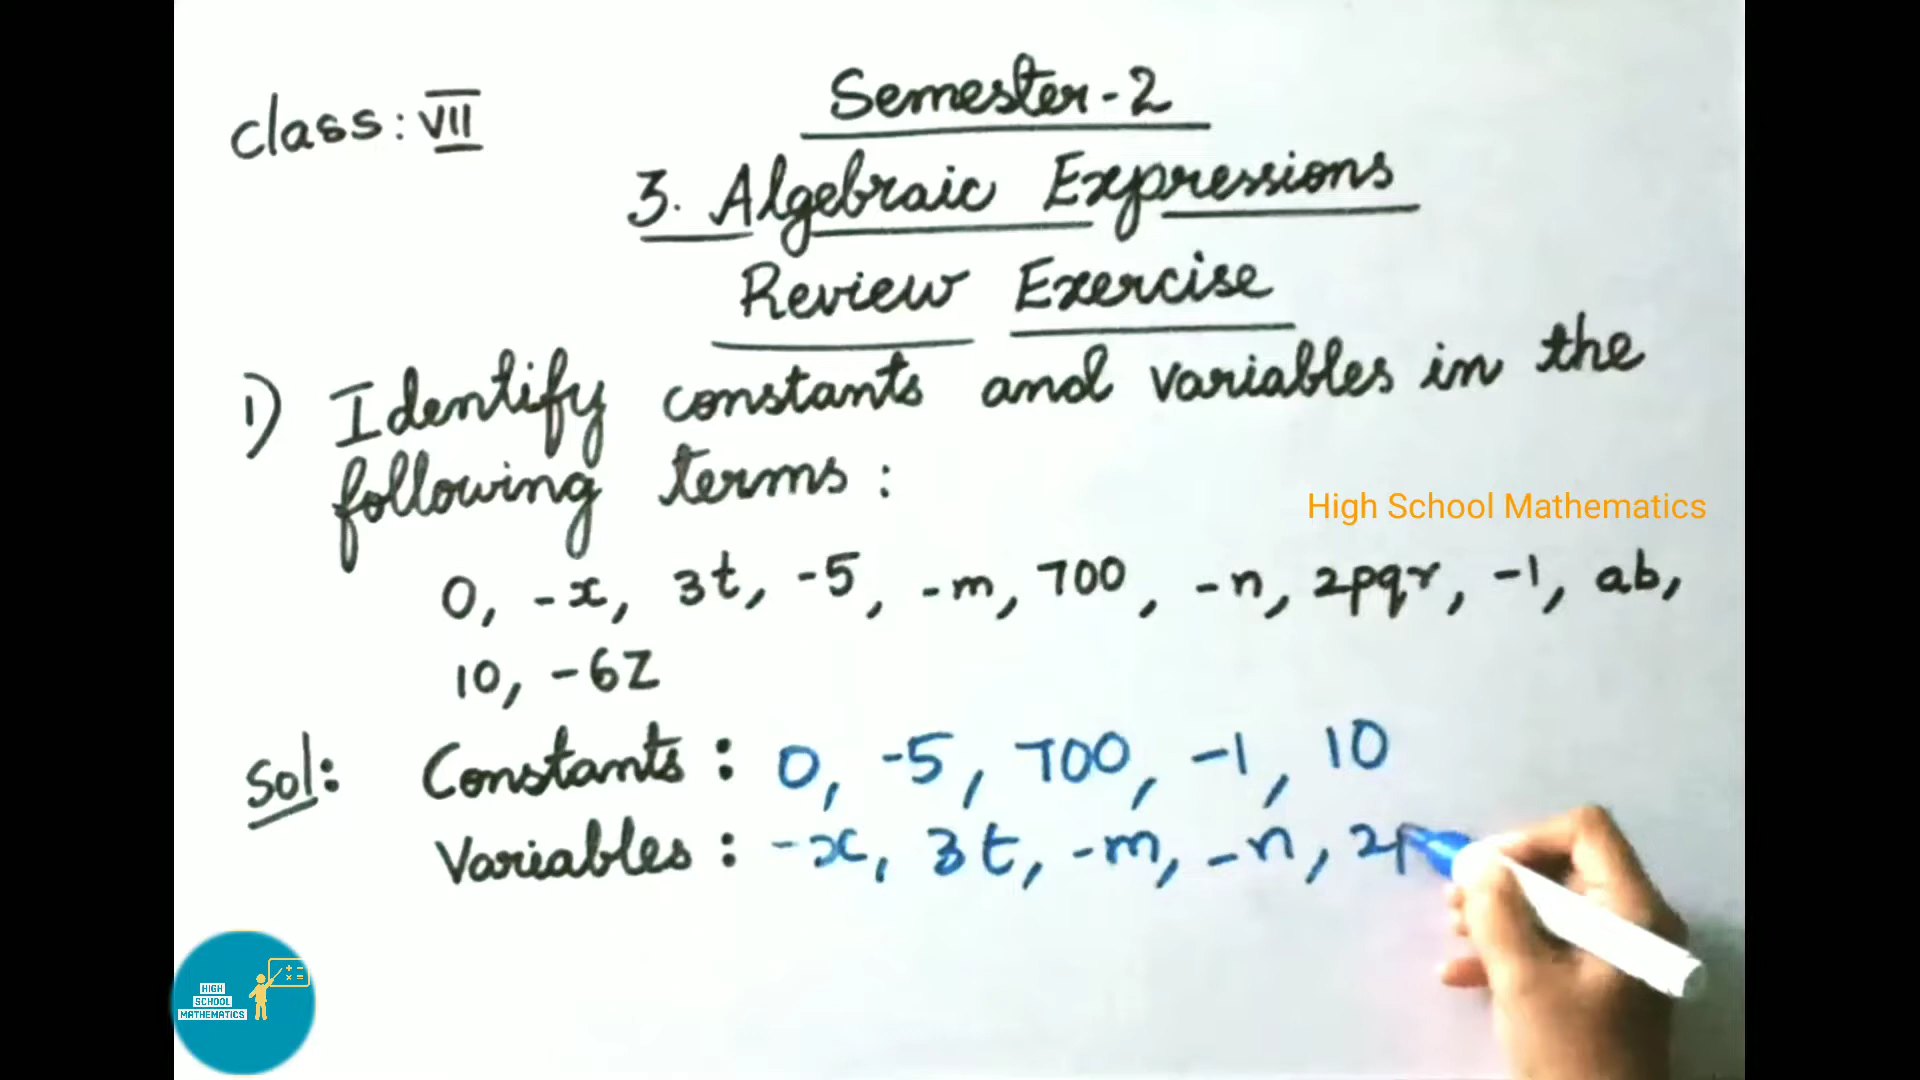 Class: VII
Semester-2
3. Algebraic Expressions
Review Exercise
1) Identify constants and variables in the
following terms:
High School Mathematics
0, -x, 3t, -5, -m, 700, -n, 2pqr, -1, ab,
10, -6z
Sol: Constants: 0, -5, 700, -1, 10
Variables: -x, 3t, -m, -n, 2p
HIGH
SCHOOL
MATHEMATICS